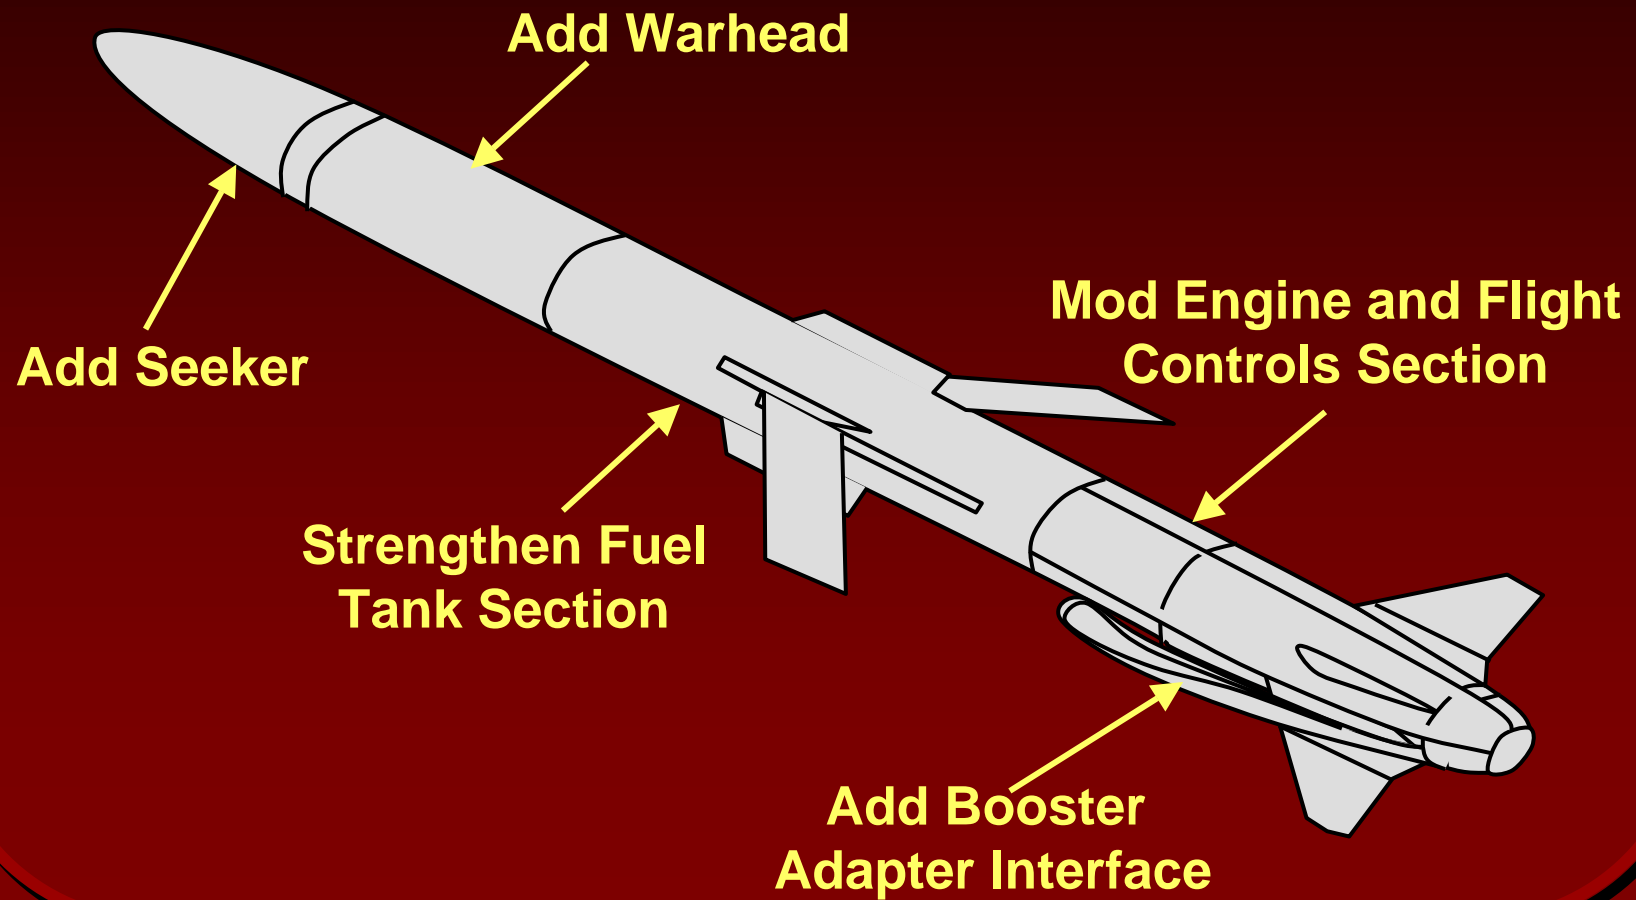 Add Warhead
Mod Engine and Flight
Controls Section
Add Seeker
Strengthen Fuel
Tank Section
Add Booster
Adapter Interface